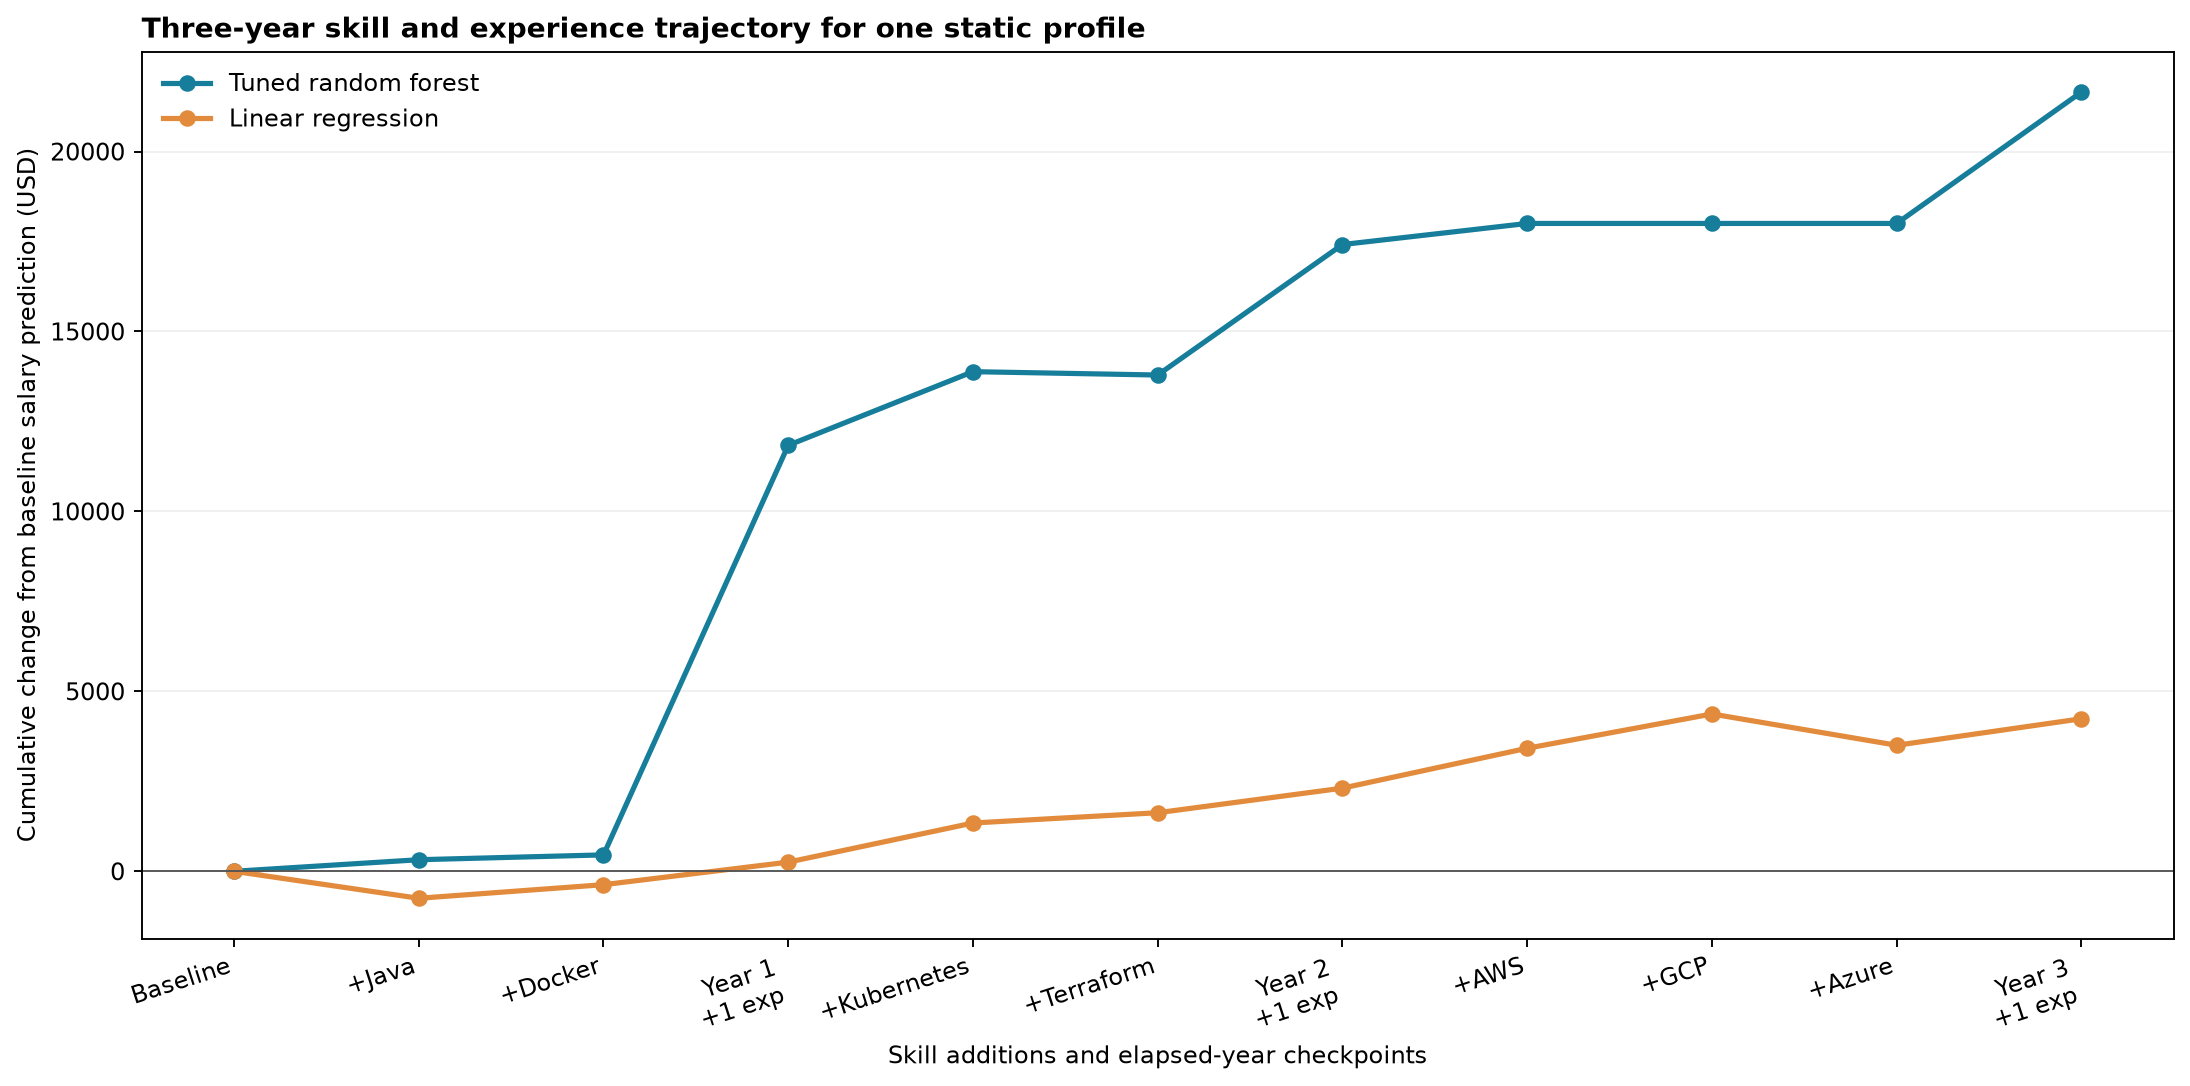 Three-year skill and experience trajectory for one static profile
Tuned random forest
Linear regression
Cumulative change from baseline salary prediction (USD)
20000
15000
10000
5000
0
Baseline
+Java
+Docker
Year 1
+1 exp
+Kubernetes
+Terraform
Year 2
+1 exp
+AWS
+GCP
+Azure
Year 3
+1 exp
Skill additions and elapsed-year checkpoints